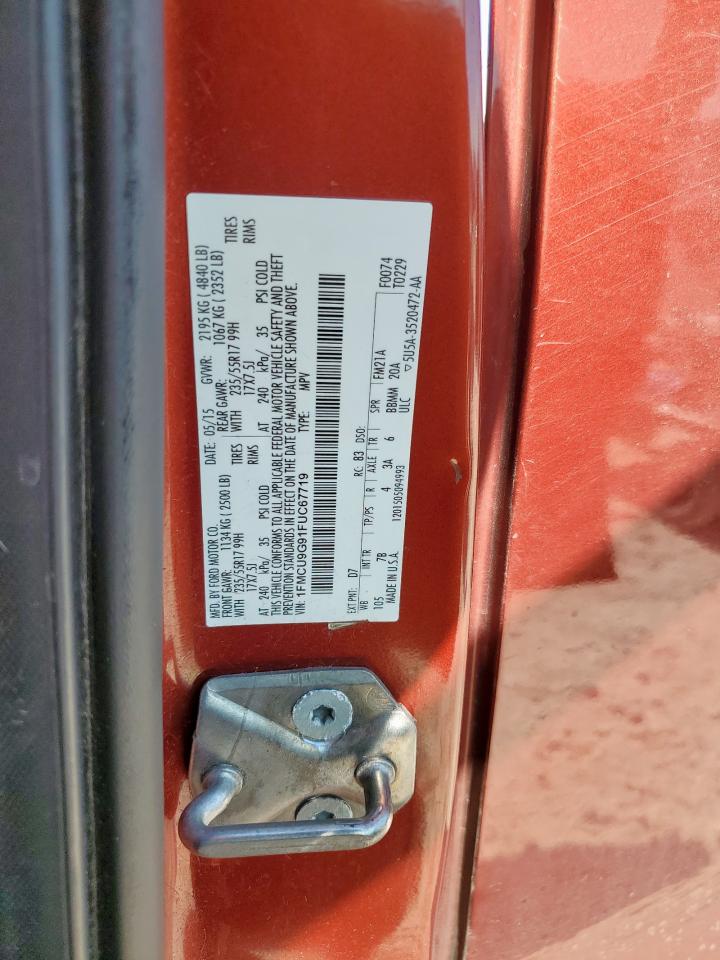 MFD. BY FORD MOTOR CO. DATE: 05/15 GVWR: 2195 KG ( 4840 LB)
FRONT GAWR: 1134 KG ( 2500 LB) REAR GAWR: 1067 KG ( 2352 LB)
WITH 235/55R17 99H TIRES WITH 235/55R17 99H TIRES
17X7.5J RIMS 17X7.5J RIMS
AT 240 kPa/ 35 PSI COLD AT 240 kPa/ 35 PSI COLD
THIS VEHICLE CONFORMS TO ALL APPLICABLE FEDERAL MOTOR VEHICLE SAFETY AND THEFT
PREVENTION STANDARDS IN EFFECT ON THE DATE OF MANUFACTURE SHOWN ABOVE.
VIN: 1FMCU9G91FUC67719 TYPE: MPV
F0074
T0229
EXT PNT: D7 RC: 83 DSO:
WB INT TR TP/PS R AXLE TR SPR FM21A
105 7B 4 3A 6 BBMM 20A
MADE IN U.S.A. 1201505094993 ULC ▽5U5A-3520472-AA